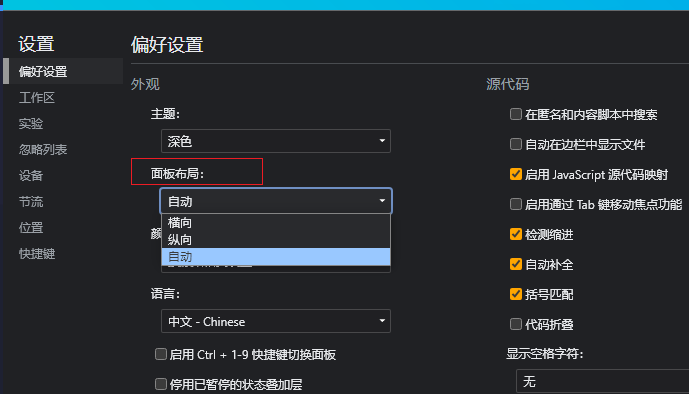 设置
偏好设置
工作区
实验
忽略列表
设备
节流
位置
快捷键
偏好设置
外观
主题：
深色
面板布局：
自动
横向
纵向
自动
语言：
中文 - Chinese
启用 Ctrl + 1-9 快捷键切换面板
停用已暂停的状态叠加层
源代码
在匿名和内容脚本中搜索
自动在边栏中显示文件
启用 JavaScript 源代码映射
启用通过 Tab 键移动焦点功能
检测缩进
自动补全
括号匹配
代码折叠
显示空格字符：
无